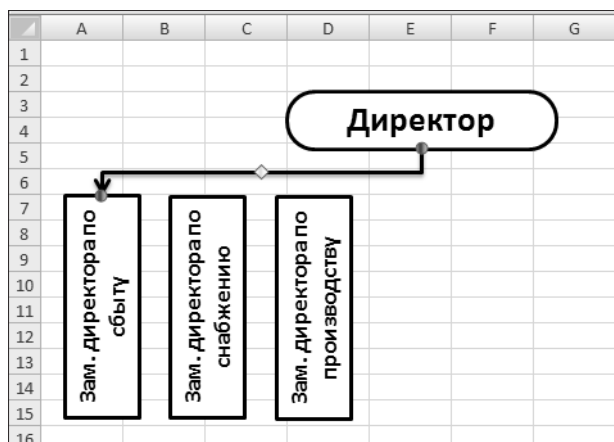 A B C D E F G
1
2
3
4
5
6
7
8
9
10
11
12
13
14
15
16
Директор
Зам. директора по
сбыту
Зам. директора по
снабжению
Зам. директора по
производству